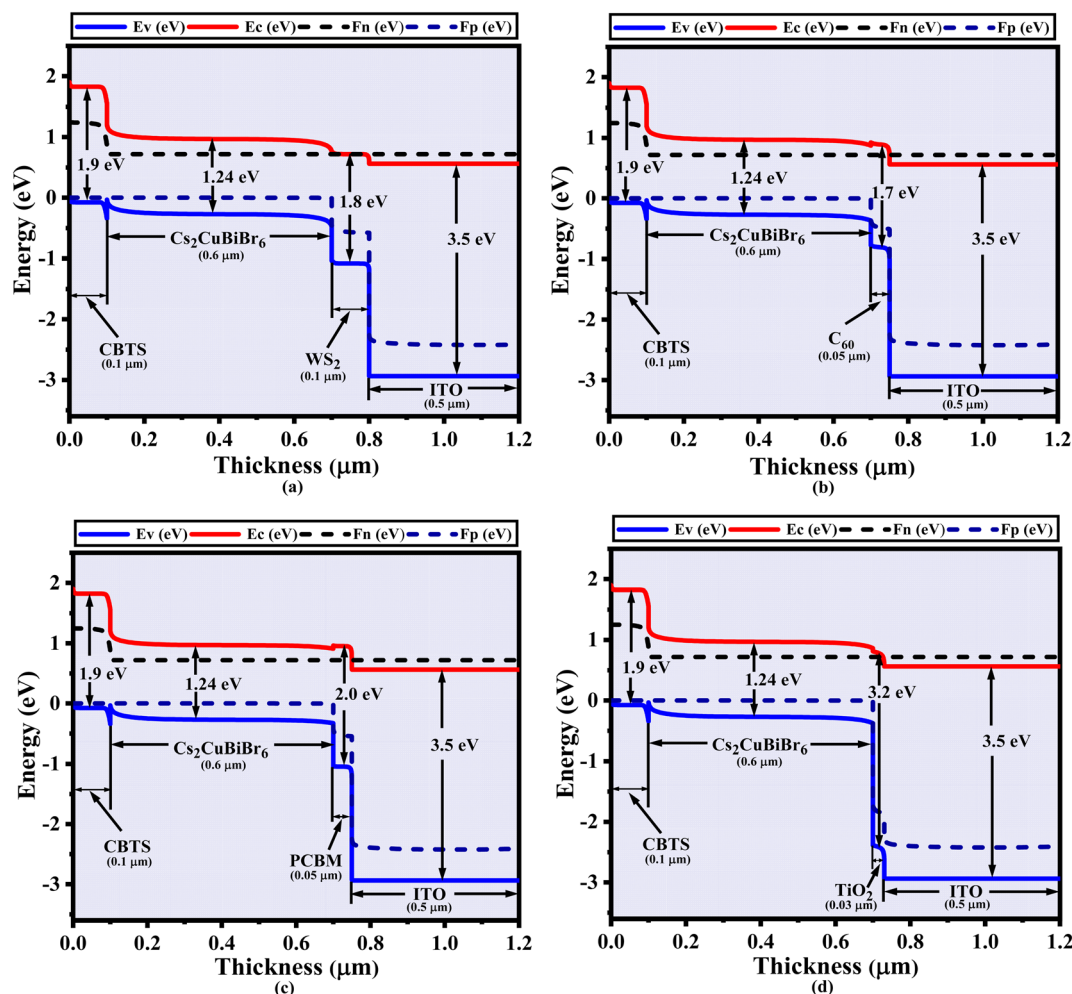 Ev (eV) Ec (eV) Fn (eV) Fp (eV)
2
1
0
-1
-2
-3
Energy (eV)
1.9 eV
1.24 eV
1.8 eV
3.5 eV
Cs2CuBiBr6
(0.6 μm)
CBTS
(0.1 μm)
WS2
(0.1 μm)
ITO
(0.5 μm)
0.0 0.2 0.4 0.6 0.8 1.0 1.2
Thickness (μm)
(a)
Ev (eV) Ec (eV) Fn (eV) Fp (eV)
2
1
0
-1
-2
-3
Energy (eV)
1.9 eV
1.24 eV
1.7 eV
3.5 eV
Cs2CuBiBr6
(0.6 μm)
CBTS
(0.1 μm)
C60
(0.05 μm)
ITO
(0.5 μm)
0.0 0.2 0.4 0.6 0.8 1.0 1.2
Thickness (μm)
(b)
Ev (eV) Ec (eV) Fn (eV) Fp (eV)
2
1
0
-1
-2
-3
Energy (eV)
1.9 eV
1.24 eV
2.0 eV
3.5 eV
Cs2CuBiBr6
(0.6 μm)
CBTS
(0.1 μm)
PCBM
(0.05 μm)
ITO
(0.5 μm)
0.0 0.2 0.4 0.6 0.8 1.0 1.2
Thickness (μm)
(c)
Ev (eV) Ec (eV) Fn (eV) Fp (eV)
2
1
0
-1
-2
-3
Energy (eV)
1.9 eV
1.24 eV
3.2 eV
3.5 eV
Cs2CuBiBr6
(0.6 μm)
CBTS
(0.1 μm)
TiO2
(0.03 μm)
ITO
(0.5 μm)
0.0 0.2 0.4 0.6 0.8 1.0 1.2
Thickness (μm)
(d)